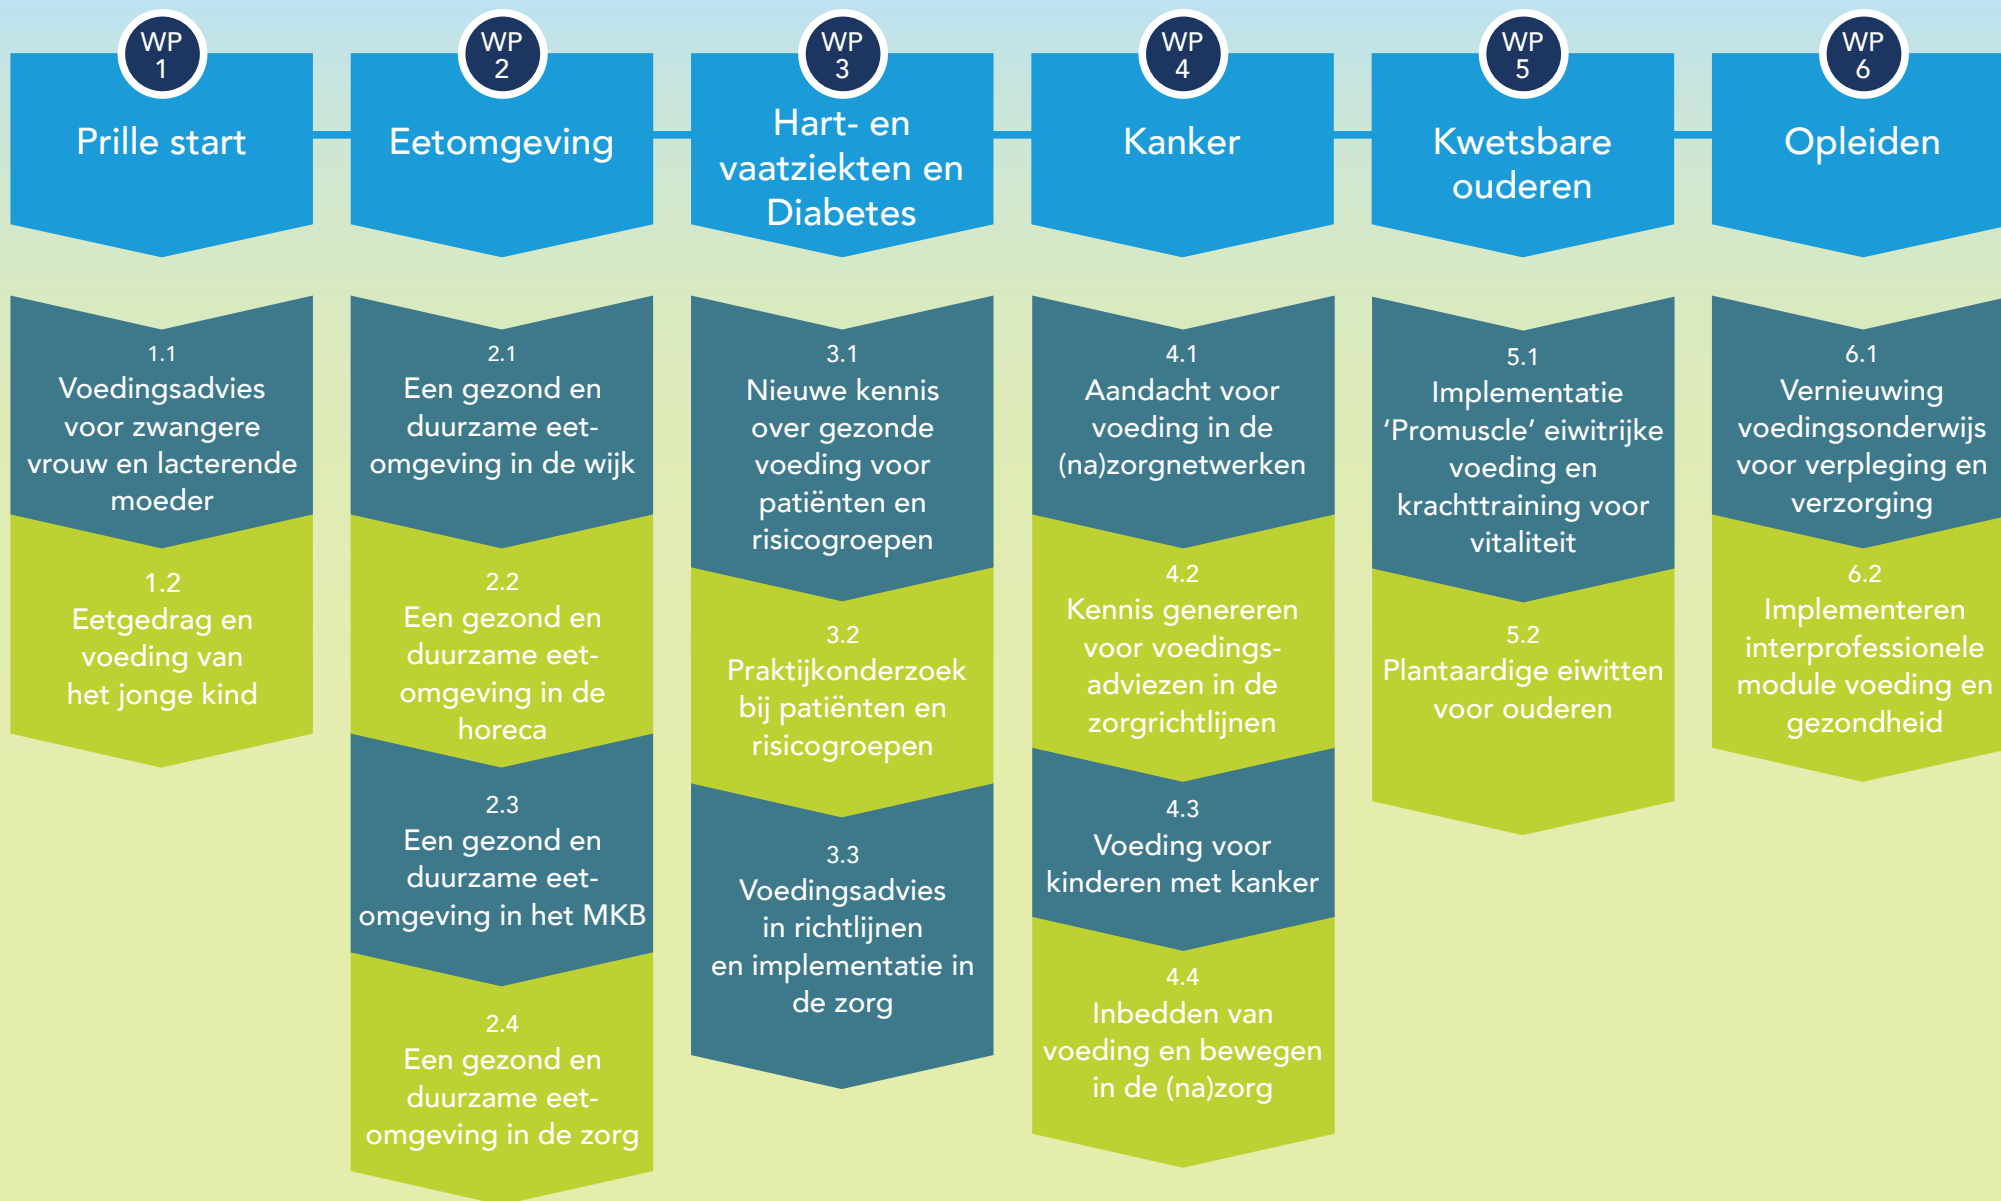 WP
1
Prille start
1.1
Voedingsadvies
voor zwangere
vrouw en lacterende
moeder
1.2
Eetgedrag en
voeding van
het jonge kind
WP
2
Eetomgeving
2.1
Een gezond en
duurzame eet-
omgeving in de wijk
2.2
Een gezond en
duurzame eet-
omgeving in de
horeca
2.3
Een gezond en
duurzame eet-
omgeving in het MKB
2.4
Een gezond en
duurzame eet-
omgeving in de zorg
WP
3
Hart- en
vaatziekten en
Diabetes
3.1
Nieuwe kennis
over gezonde
voeding voor
patiënten en
risicogroepen
3.2
Praktijkonderzoek
bij patiënten en
risicogroepen
3.3
Voedingsadvies
in richtlijnen
en implementatie in
de zorg
WP
4
Kanker
4.1
Aandacht voor
voeding in de
(na)zorgnetwerken
4.2
Kennis genereren
voor voedings-
adviezen in de
zorgrichtlijnen
4.3
Voeding voor
kinderen met kanker
4.4
Inbedden van
voeding en bewegen
in de (na)zorg
WP
5
Kwetsbare
ouderen
5.1
Implementatie
‘Promuscle’ eiwitrijke
voeding en
krachttraining voor
vitaliteit
5.2
Plantaardige eiwitten
voor ouderen
WP
6
Opleiden
6.1
Vernieuwing
voedingsonderwijs
voor verpleging en
verzorging
6.2
Implementeren
interprofessionele
module voeding en
gezondheid